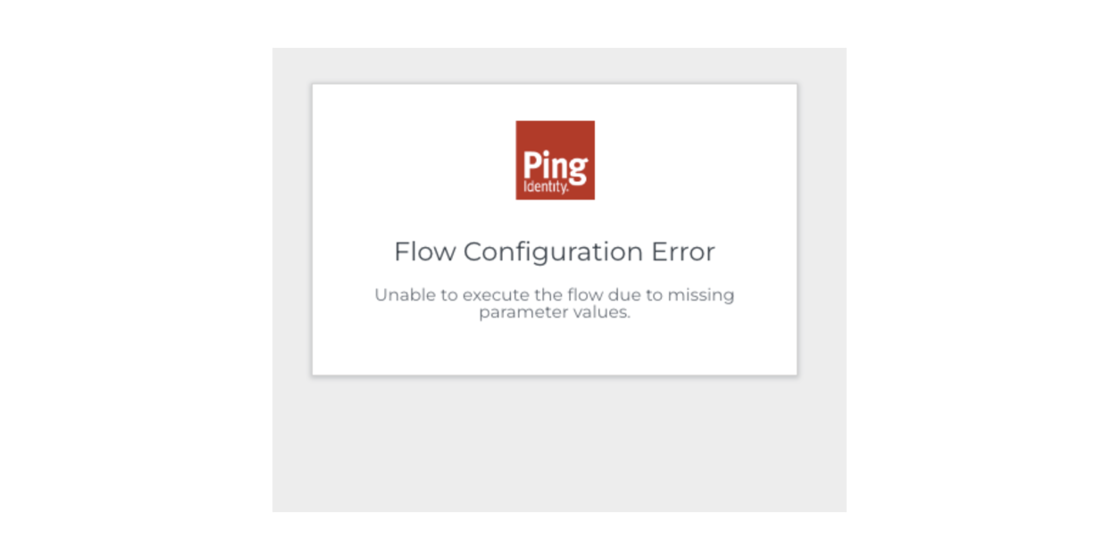 Ping
Identity.
Flow Configuration Error
Unable to execute the flow due to missing
parameter values.